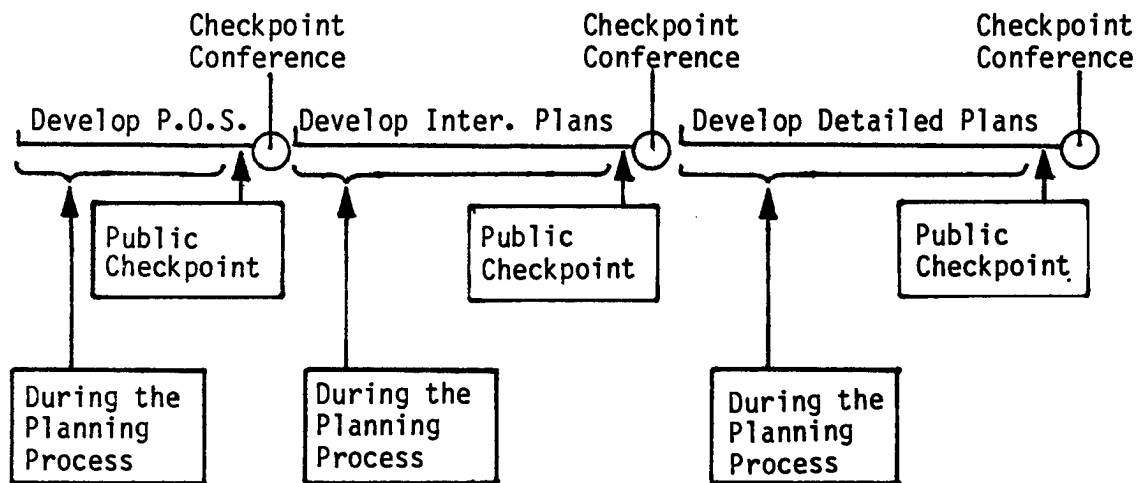 Checkpoint
Conference
Checkpoint
Conference
Checkpoint
Conference
Develop P.O.S.
Develop Inter. Plans
Develop Detailed Plans
Public
Checkpoint
Public
Checkpoint
Public
Checkpoint
During the
Planning
Process
During the
Planning
Process
During the
Planning
Process